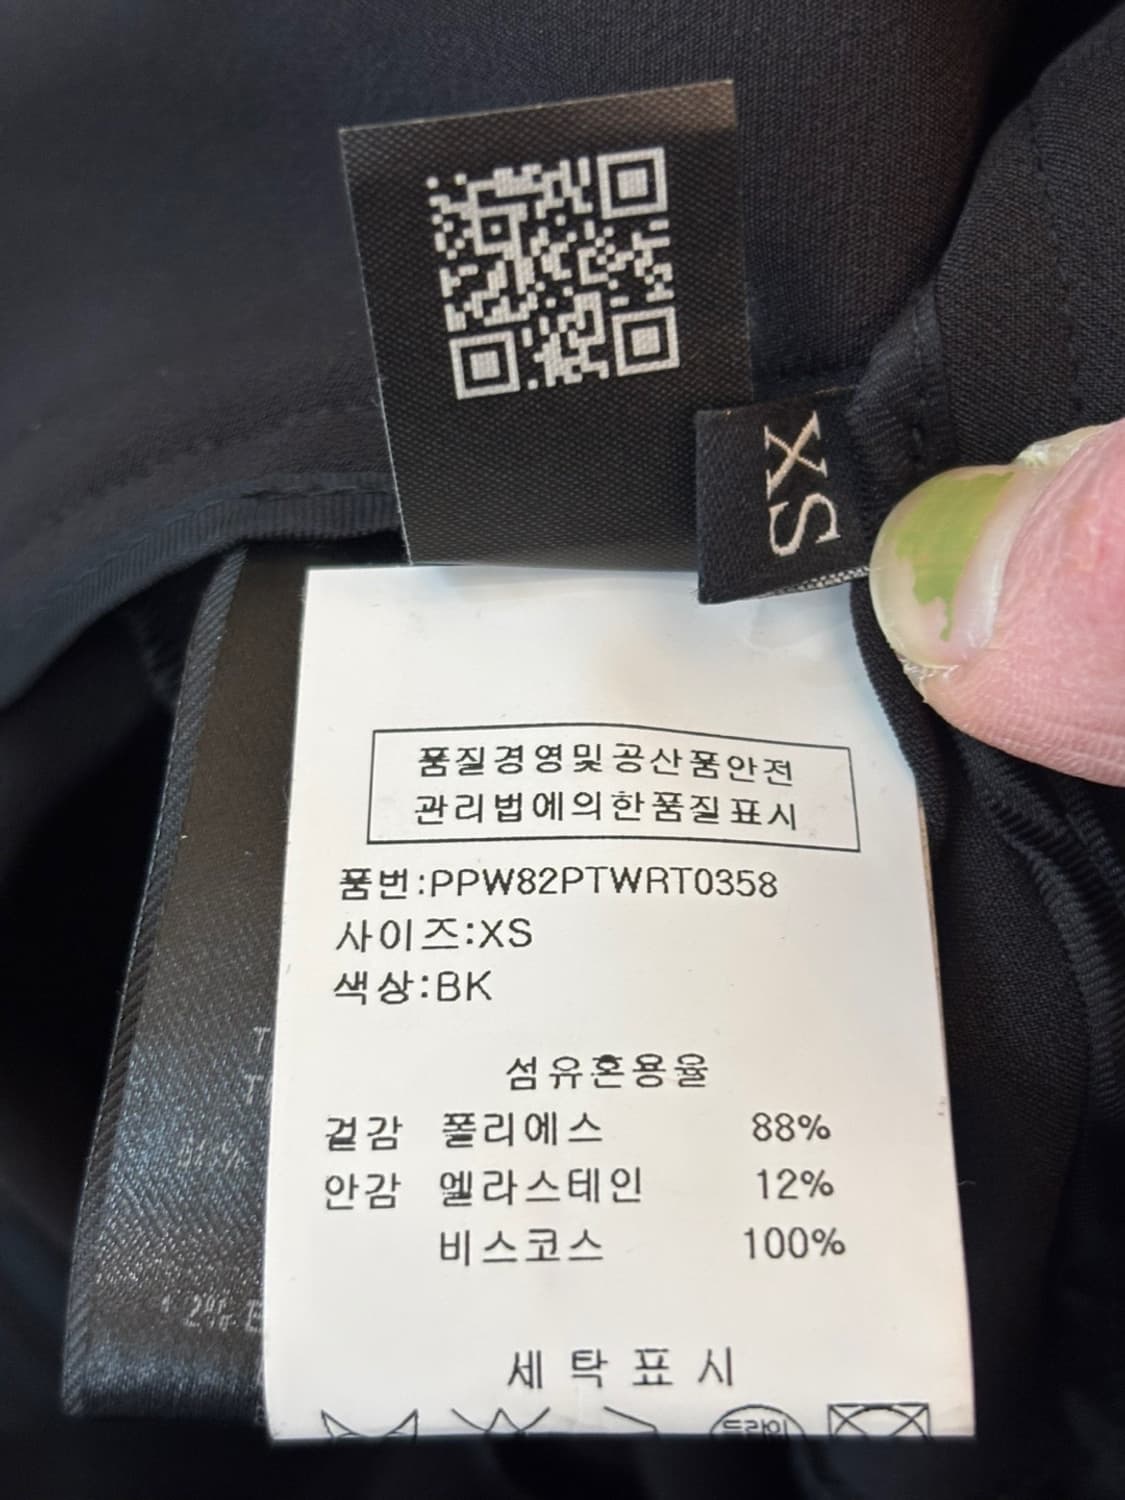 XS
품질경영및공산품안전
관리법에의한품질표시
품번:PPW82PTWRT0358
사이즈:XS
색상:BK
섬유혼용율
겉감 폴리에스 88%
안감 엘라스테인 12%
비스코스 100%
세탁표시
드라이